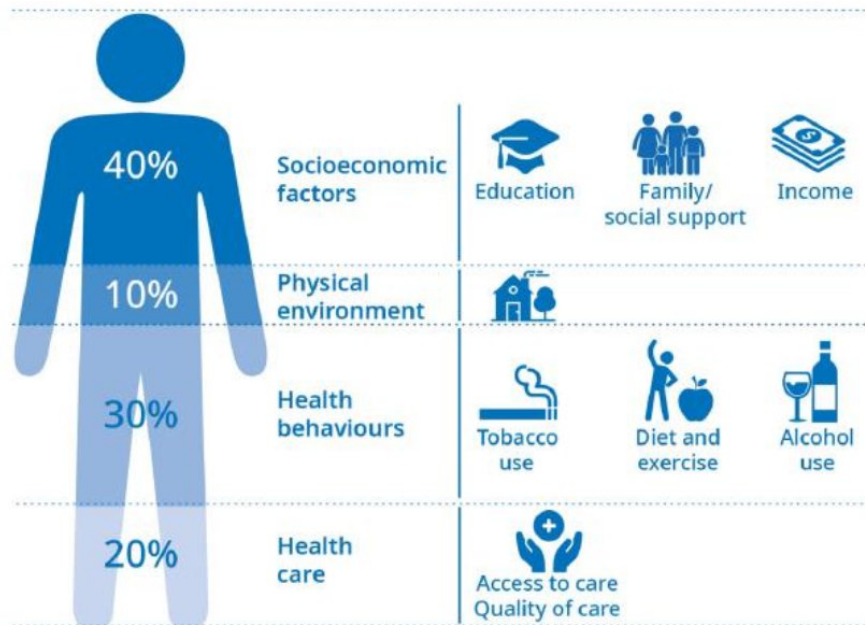 40%
Socioeconomic
factors
Education
Family/
social support
Income
$
10%
Physical
environment
30%
Health
behaviours
Tobacco
use
Diet and
exercise
Alcohol
use
20%
Health
care
Access to care
Quality of care